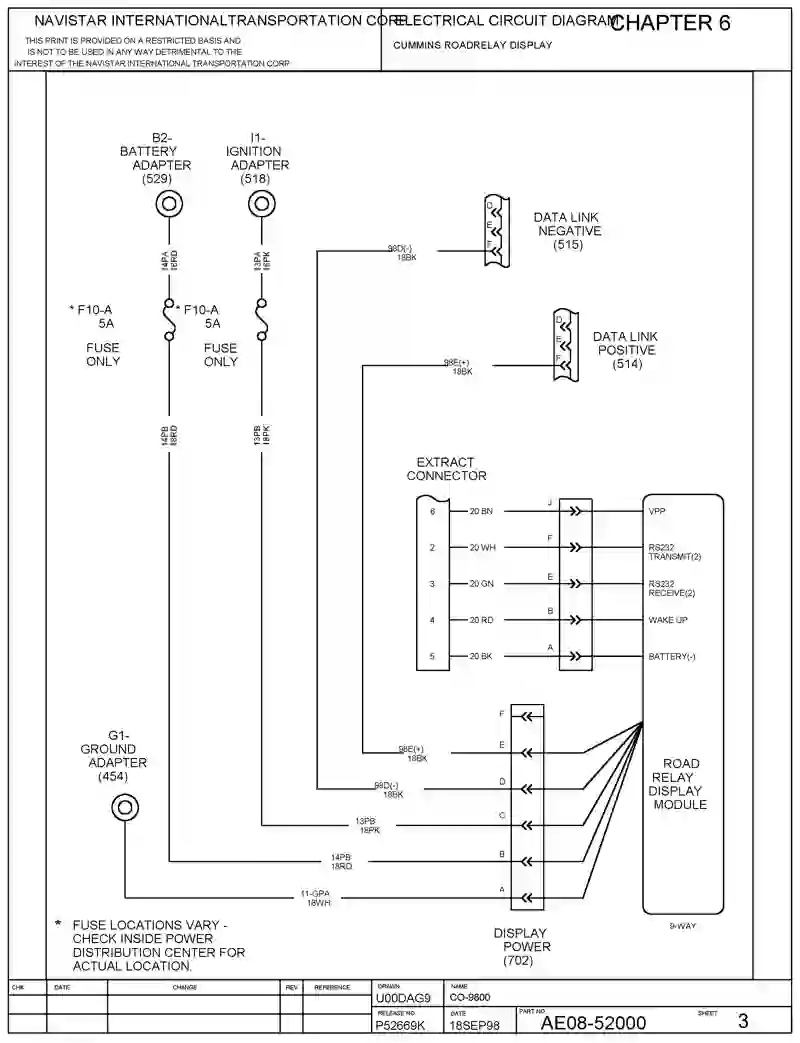 NAVISTAR INTERNATIONALTRANSPORTATION CORP.
ELECTRICAL CIRCUIT DIAGRAM
CHAPTER 6
THIS PRINT IS PROVIDED ON A RESTRICTED BASIS AND
IS NOT TO BE USED IN ANY WAY DETRIMENTAL TO THE
INTEREST OF THE NAVISTAR INTERNATIONAL TRANSPORTATION CORP
CUMMINS ROADRELAY DISPLAY
B2-
BATTERY
ADAPTER
(529)
I1-
IGNITION
ADAPTER
(518)
14PA
16RD
13PA
16PK
* F10-A
5A
FUSE
ONLY
* F10-A
5A
FUSE
ONLY
14PB
18RD
13PB
18PK
D
E
F
DATA LINK
NEGATIVE
(515)
98D(-)
18BK
D
E
F
DATA LINK
POSITIVE
(514)
98E(+)
18BK
EXTRACT
CONNECTOR
6
20 BN
J
VPP
2
20 WH
F
RS232
TRANSMIT(2)
3
20 GN
E
RS232
RECEIVE(2)
4
20 RD
B
WAKE UP
5
20 BK
A
BATTERY(-)
F
98E(+)
18BK
E
98D(-)
18BK
D
13PB
18PK
C
14PB
18RD
B
11-GPA
18WH
A
G1-
GROUND
ADAPTER
(454)
ROAD
RELAY
DISPLAY
MODULE
9-WAY
DISPLAY
POWER
(702)
* FUSE LOCATIONS VARY -
CHECK INSIDE POWER
DISTRIBUTION CENTER FOR
ACTUAL LOCATION.
CHK DATE CHANGE REV REFERENCE
DRAWN
U00DAG9
NAME
CO-9800
RELEASE NO.
P52669K
DATE
18SEP98
PART NO.
AE08-52000
SHEET
3